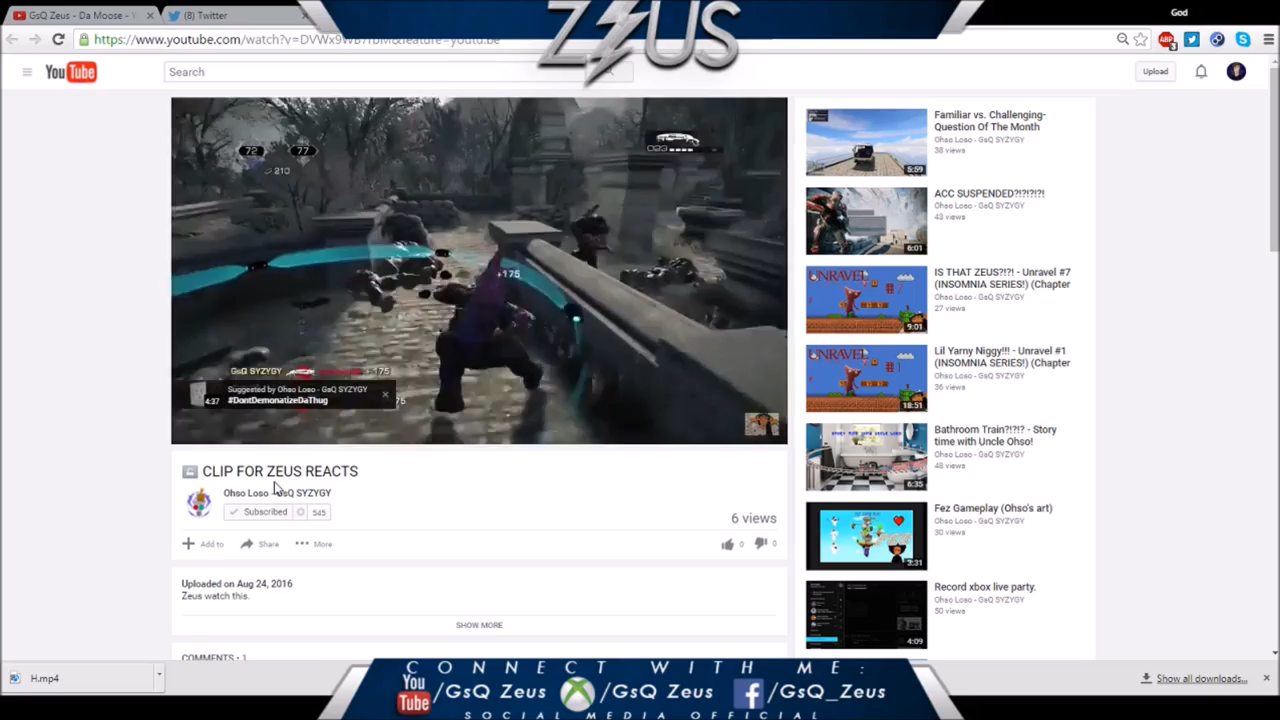 GsQ Zeus - Da Moose - 
(8) Twitter
God
ZEUS
https://www.youtube.com/watch?v=DVWx9
YouTube
Search
Upload
72
77
210
+175
GsQ SYZYGY
175
Suggested by Ohso Loso - GsQ SYZYGY
4:37
#DontDemonatizeDaThug
75
CLIP FOR ZEUS REACTS
Ohso Loso - GsQ SYZYGY
Subscribed
545
6 views
Add to
Share
More
0
0
Uploaded on Aug 24, 2016
Zeus watch this.
SHOW MORE
COMMENTS • 1
Familiar vs. Challenging-
Question Of The Month
Ohso Loso - GsQ SYZYGY
38 views
5:59
ACC SUSPENDED?!?!?!?!
Ohso Loso - GsQ SYZYGY
43 views
6:01
IS THAT ZEUS?!?! - Unravel #7
(INSOMNIA SERIES!) (Chapter
Ohso Loso - GsQ SYZYGY
27 views
UNRAVEL
#7
9:01
Lil Yarny Niggy!!! - Unravel #1
(INSOMNIA SERIES!) (Chapter
Ohso Loso - GsQ SYZYGY
36 views
UNRAVEL
#1
18:51
Bathroom Train?!?!? - Story
time with Uncle Ohso!
Ohso Loso - GsQ SYZYGY
48 views
6:35
Fez Gameplay (Ohso's art)
Ohso Loso - GsQ SYZYGY
30 views
3:31
Record xbox live party.
Ohso Loso - GsQ SYZYGY
50 views
4:09
H.mp4
Show all downloads...
CONNECT WITH ME:
YouTube /GsQ Zeus /GsQ Zeus /GsQ_Zeus
SOCIAL MEDIA OFFICIAL